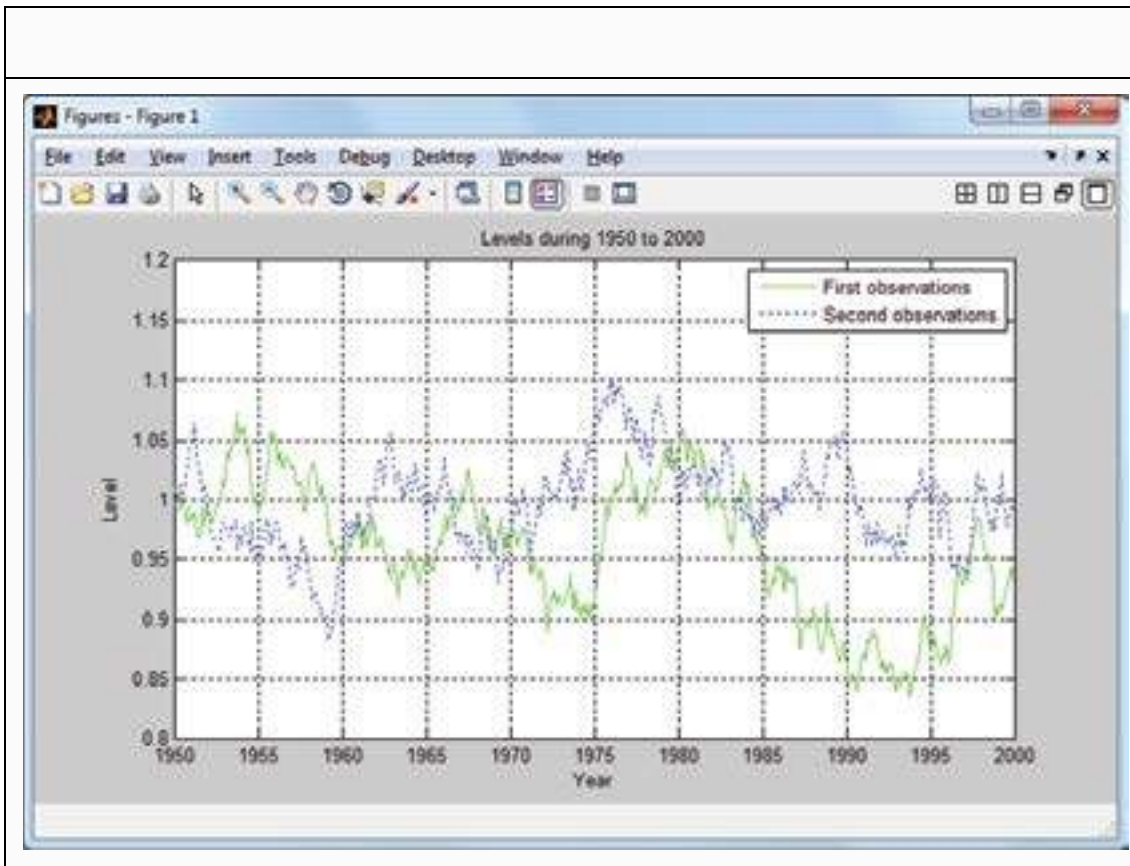 Figures - Figure 1
File Edit View Insert Tools Debug Desktop Window Help
Levels during 1950 to 2000
First observations
Second observations
Level
1.2
1.15
1.1
1.05
1
0.95
0.9
0.85
0.8
1950 1955 1960 1965 1970 1975 1980 1985 1990 1995 2000
Year